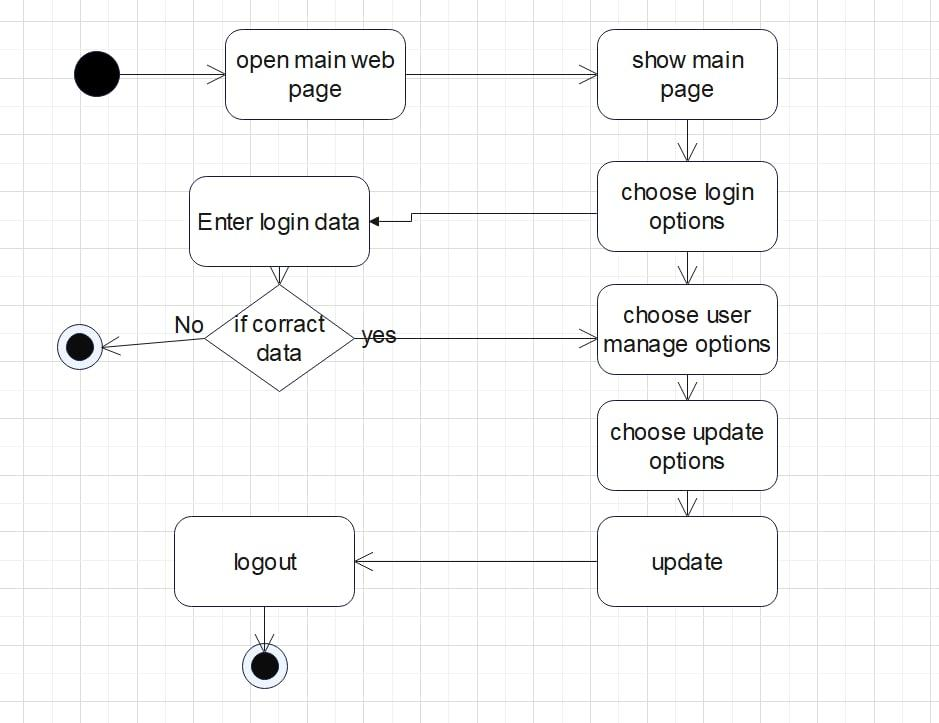 open main web
page
show main
page
choose login
options
Enter login data
No
if corract
data
yes
choose user
manage options
choose update
options
update
logout